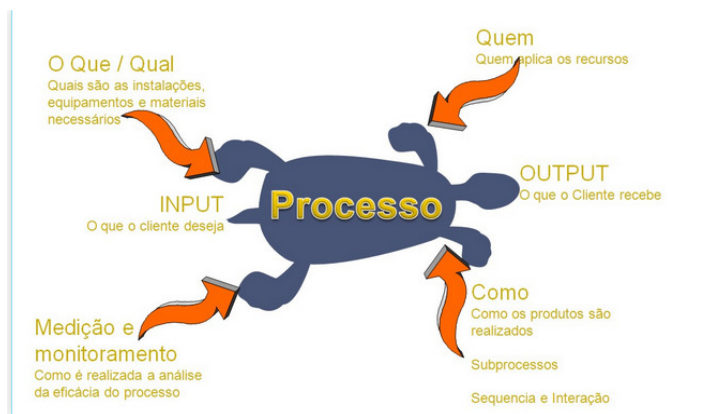 O Que / Qual
Quais são as instalações,
equipamentos e materiais
necessários
Quem
Quem aplica os recursos
INPUT
O que o cliente deseja
Processo
OUTPUT
O que o Cliente recebe
Medição e
monitoramento
Como é realizada a análise
da eficácia do processo
Como
Como os produtos são
realizados
Subprocessos
Sequencia e Interação